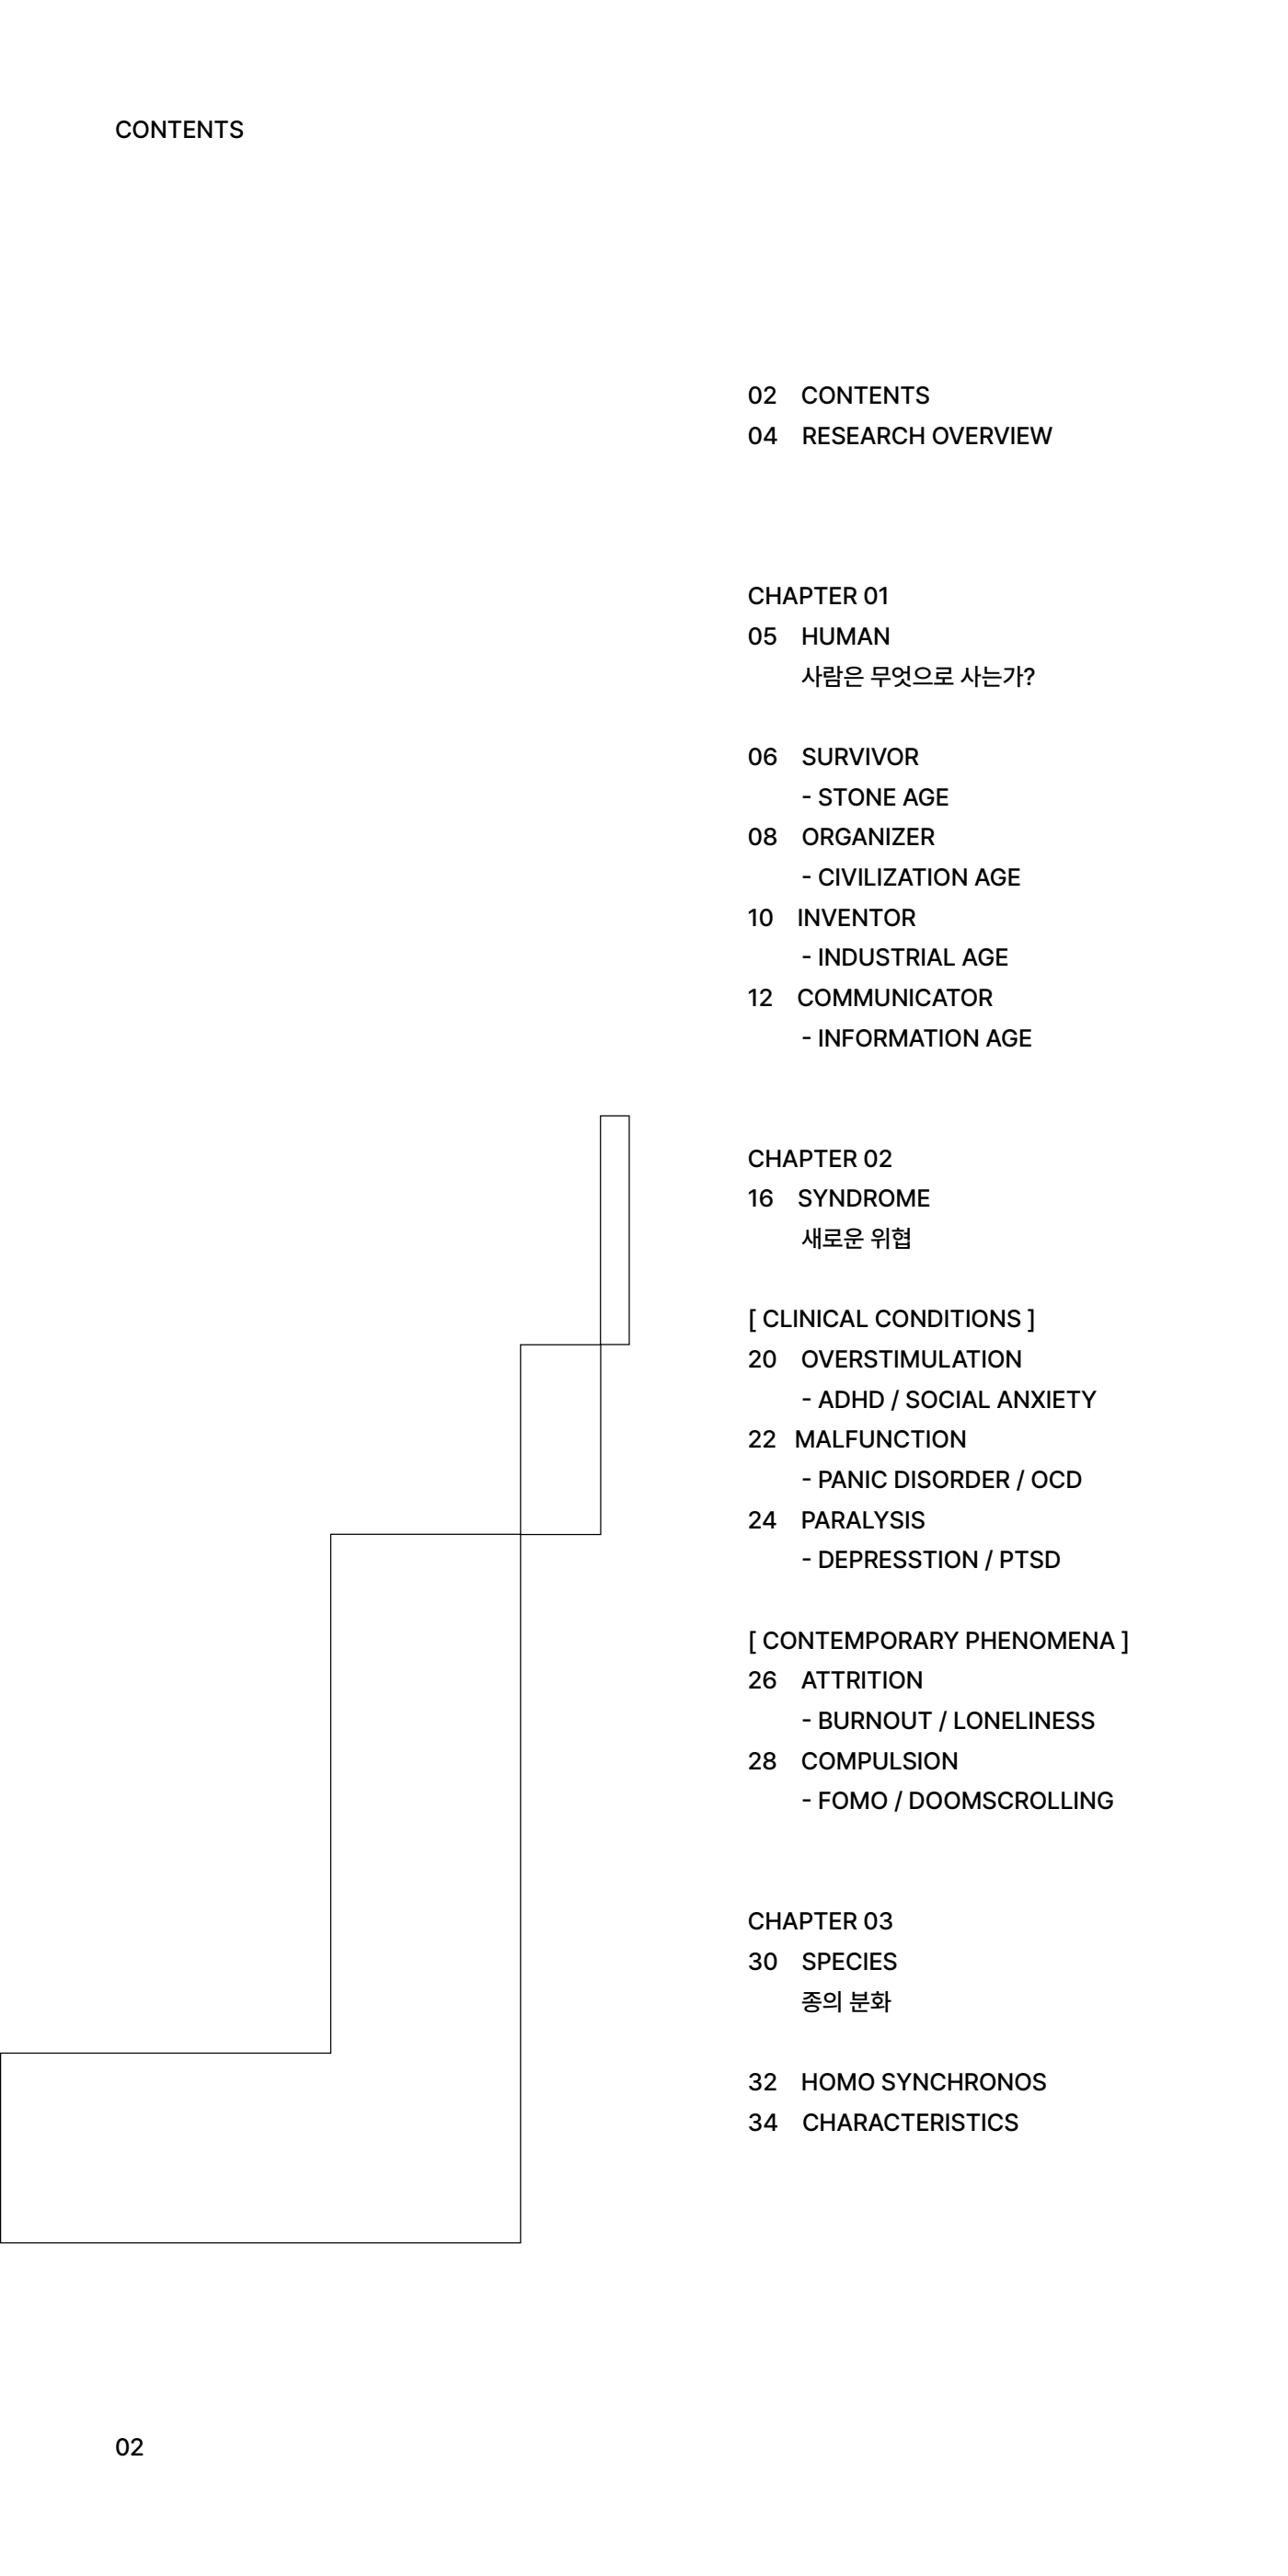 CONTENTS
02 CONTENTS
04 RESEARCH OVERVIEW
CHAPTER 01
05 HUMAN
사람은 무엇으로 사는가?
06 SURVIVOR
- STONE AGE
08 ORGANIZER
- CIVILIZATION AGE
10 INVENTOR
- INDUSTRIAL AGE
12 COMMUNICATOR
- INFORMATION AGE
CHAPTER 02
16 SYNDROME
새로운 위협
[ CLINICAL CONDITIONS ]
20 OVERSTIMULATION
- ADHD / SOCIAL ANXIETY
22 MALFUNCTION
- PANIC DISORDER / OCD
24 PARALYSIS
- DEPRESSTION / PTSD
[ CONTEMPORARY PHENOMENA ]
26 ATTRITION
- BURNOUT / LONELINESS
28 COMPULSION
- FOMO / DOOMSCROLLING
CHAPTER 03
30 SPECIES
종의 분화
32 HOMO SYNCHRONOS
34 CHARACTERISTICS
02